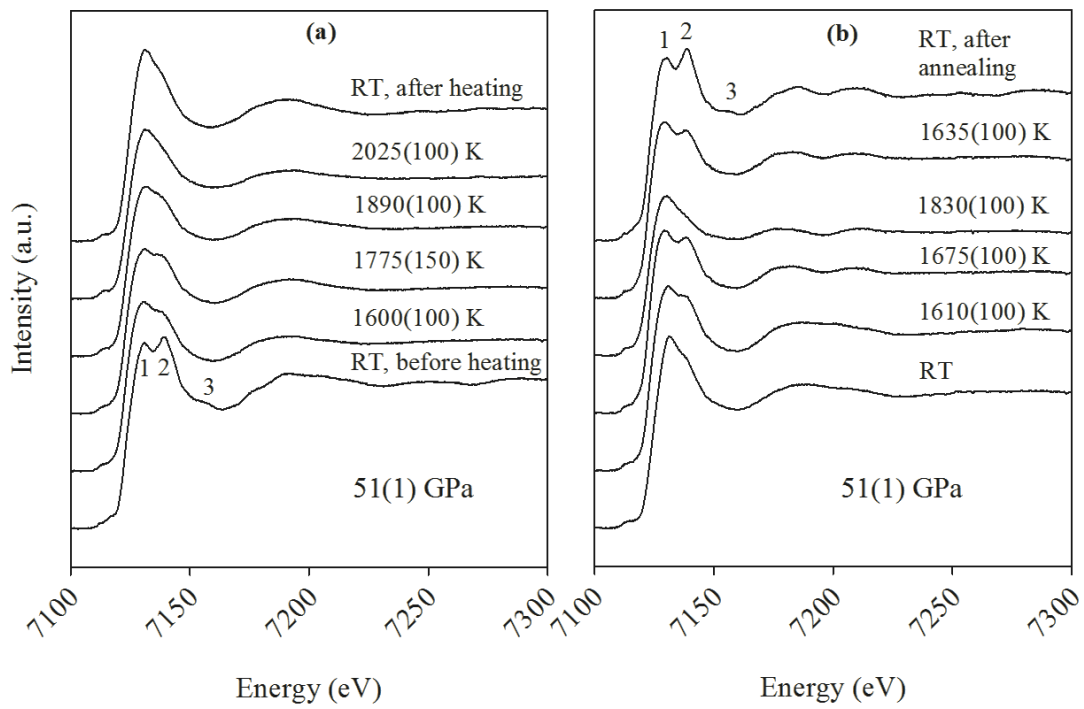 (a)
RT, after heating
2025(100) K
1890(100) K
1775(150) K
1600(100) K
RT, before heating
1 2
3
51(1) GPa
Intensity (a.u.)
7100 7150 7200 7250 7300
Energy (eV)
(b)
1 2
3
RT, after
annealing
1635(100) K
1830(100) K
1675(100) K
1610(100) K
RT
51(1) GPa
7100 7150 7200 7250 7300
Energy (eV)